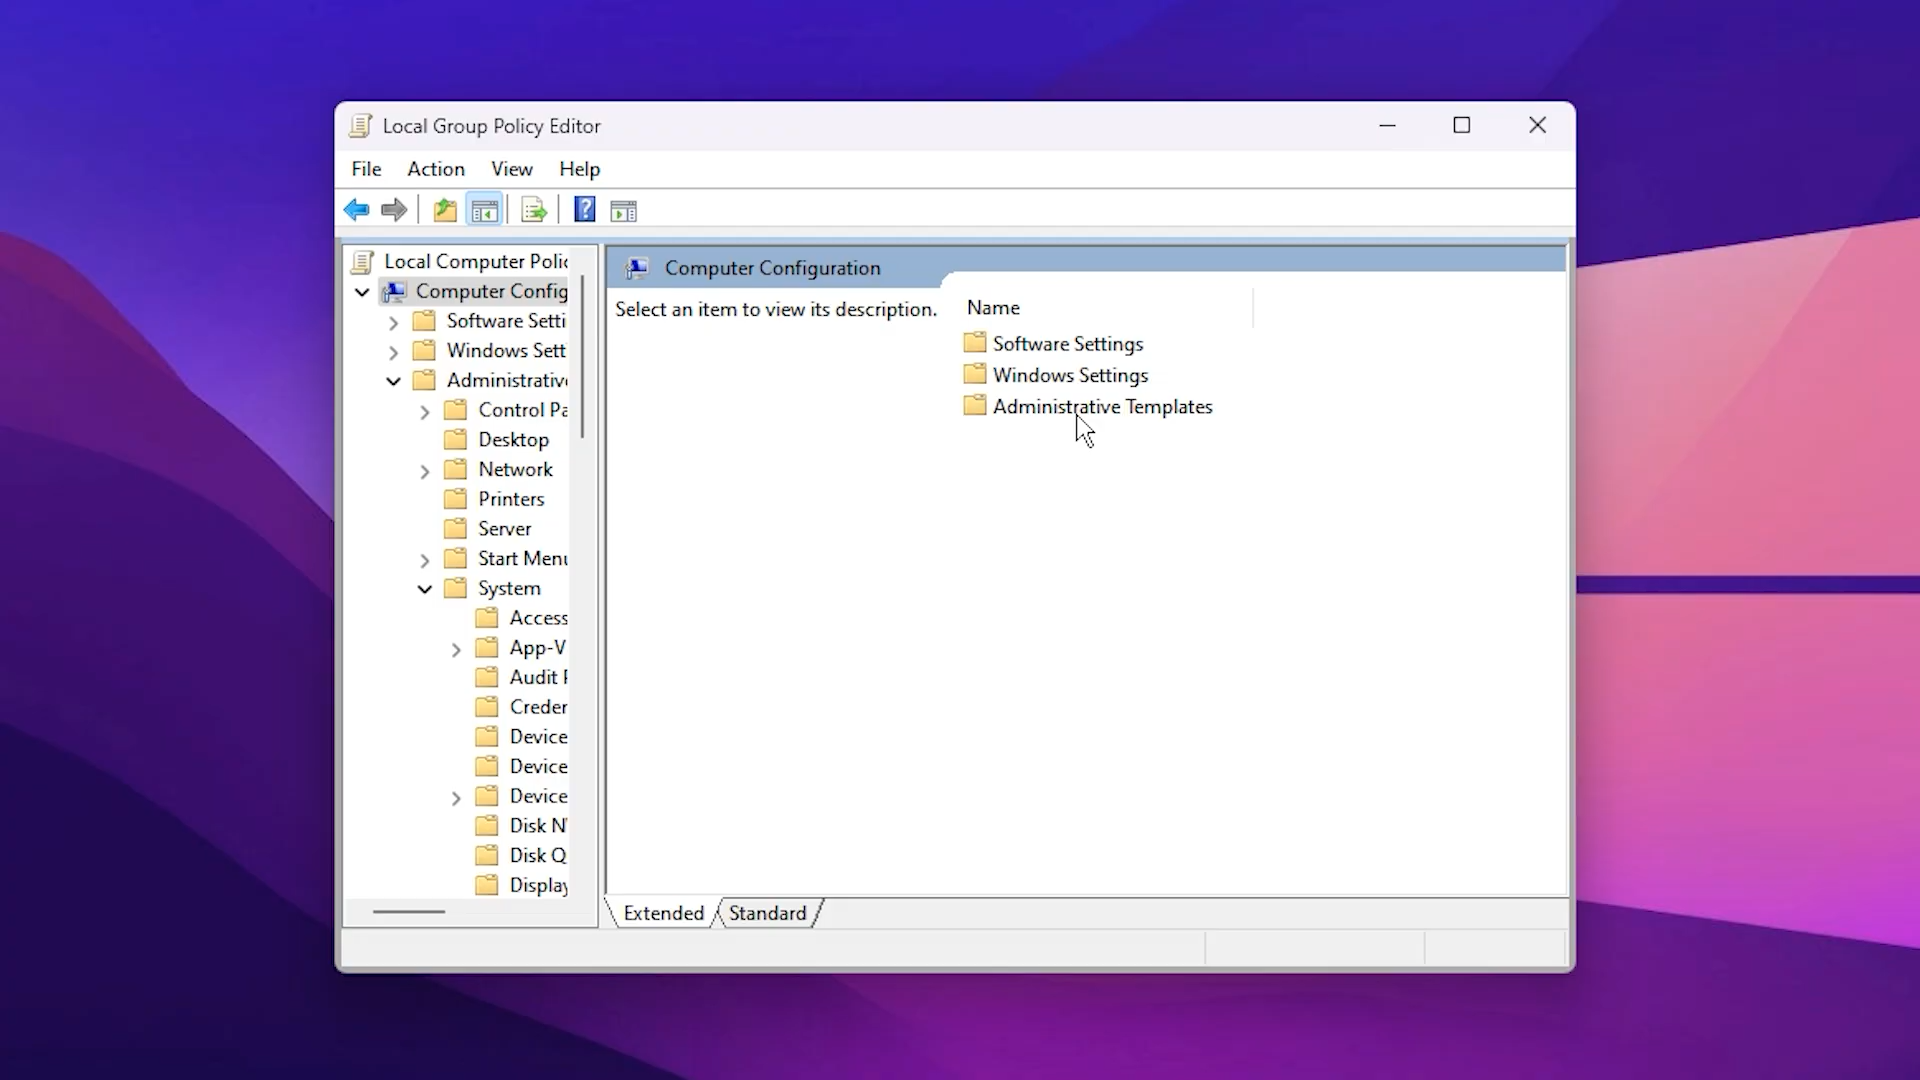 Local Group Policy Editor
File Action View Help
Local Computer Polic
Computer Config
Software Setti
Windows Sett
Administrative
Control Pa
Desktop
Network
Printers
Server
Start Menu
System
Access
App-V
Audit P
Creden
Device
Device
Device
Disk N
Disk Q
Display
Computer Configuration
Select an item to view its description.
Name
Software Settings
Windows Settings
Administrative Templates
Extended Standard